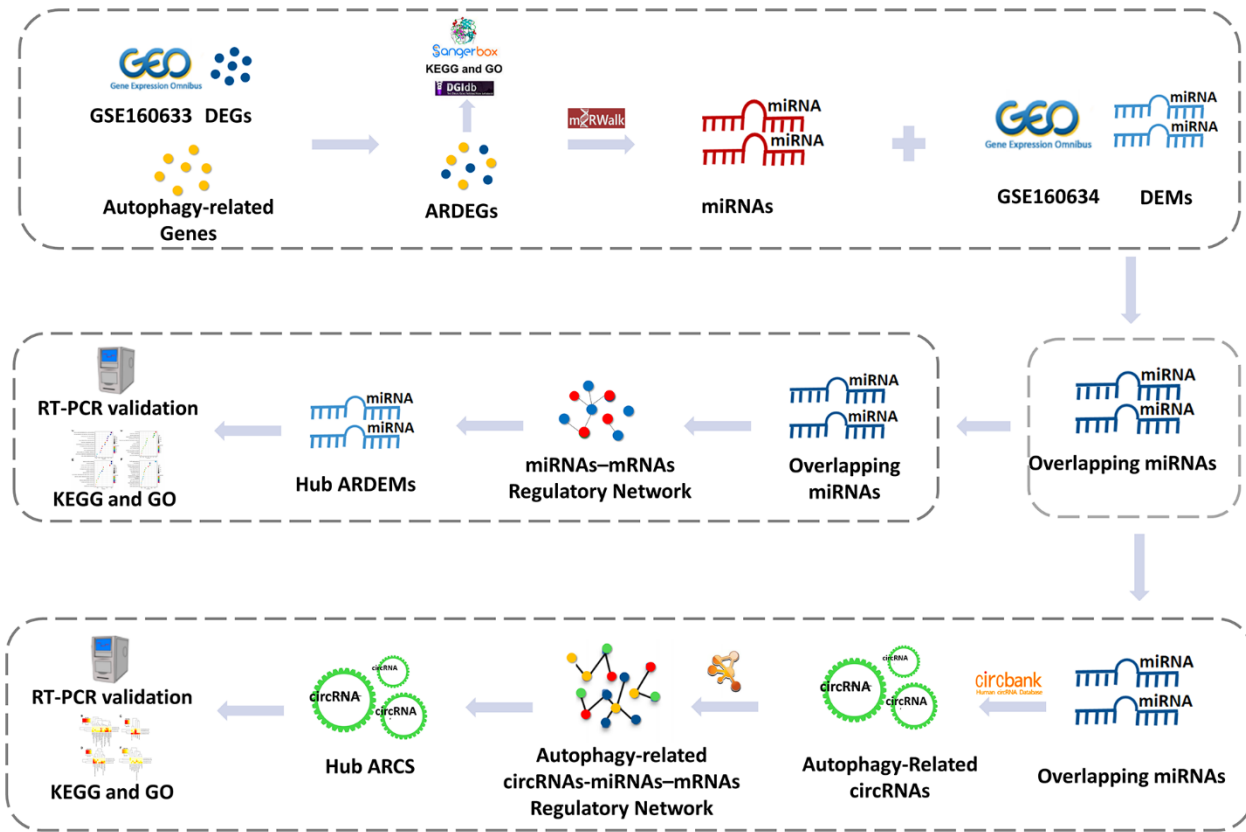 GEO
Gene Expression Omnibus
GSE160633 DEGs
Autophagy-related
Genes
Sangerbox
KEGG and GO
DGIdb
ARDEGs
miRWalk
miRNA
miRNA
miRNAs
GEO
Gene Expression Omnibus
GSE160634
miRNA
miRNA
DEMs
RT-PCR validation
KEGG and GO
miRNA
miRNA
Hub ARDEMs
miRNAs–mRNAs
Regulatory Network
miRNA
miRNA
Overlapping
miRNAs
miRNA
miRNA
Overlapping miRNAs
RT-PCR validation
KEGG and GO
circRNA
circRNA
circRNA
Hub ARCS
Autophagy-related
circRNAs-miRNAs–mRNAs
Regulatory Network
circRNA
circRNA
circRNA
Autophagy-Related
circRNAs
circbank
Human circRNA Database
miRNA
miRNA
Overlapping miRNAs